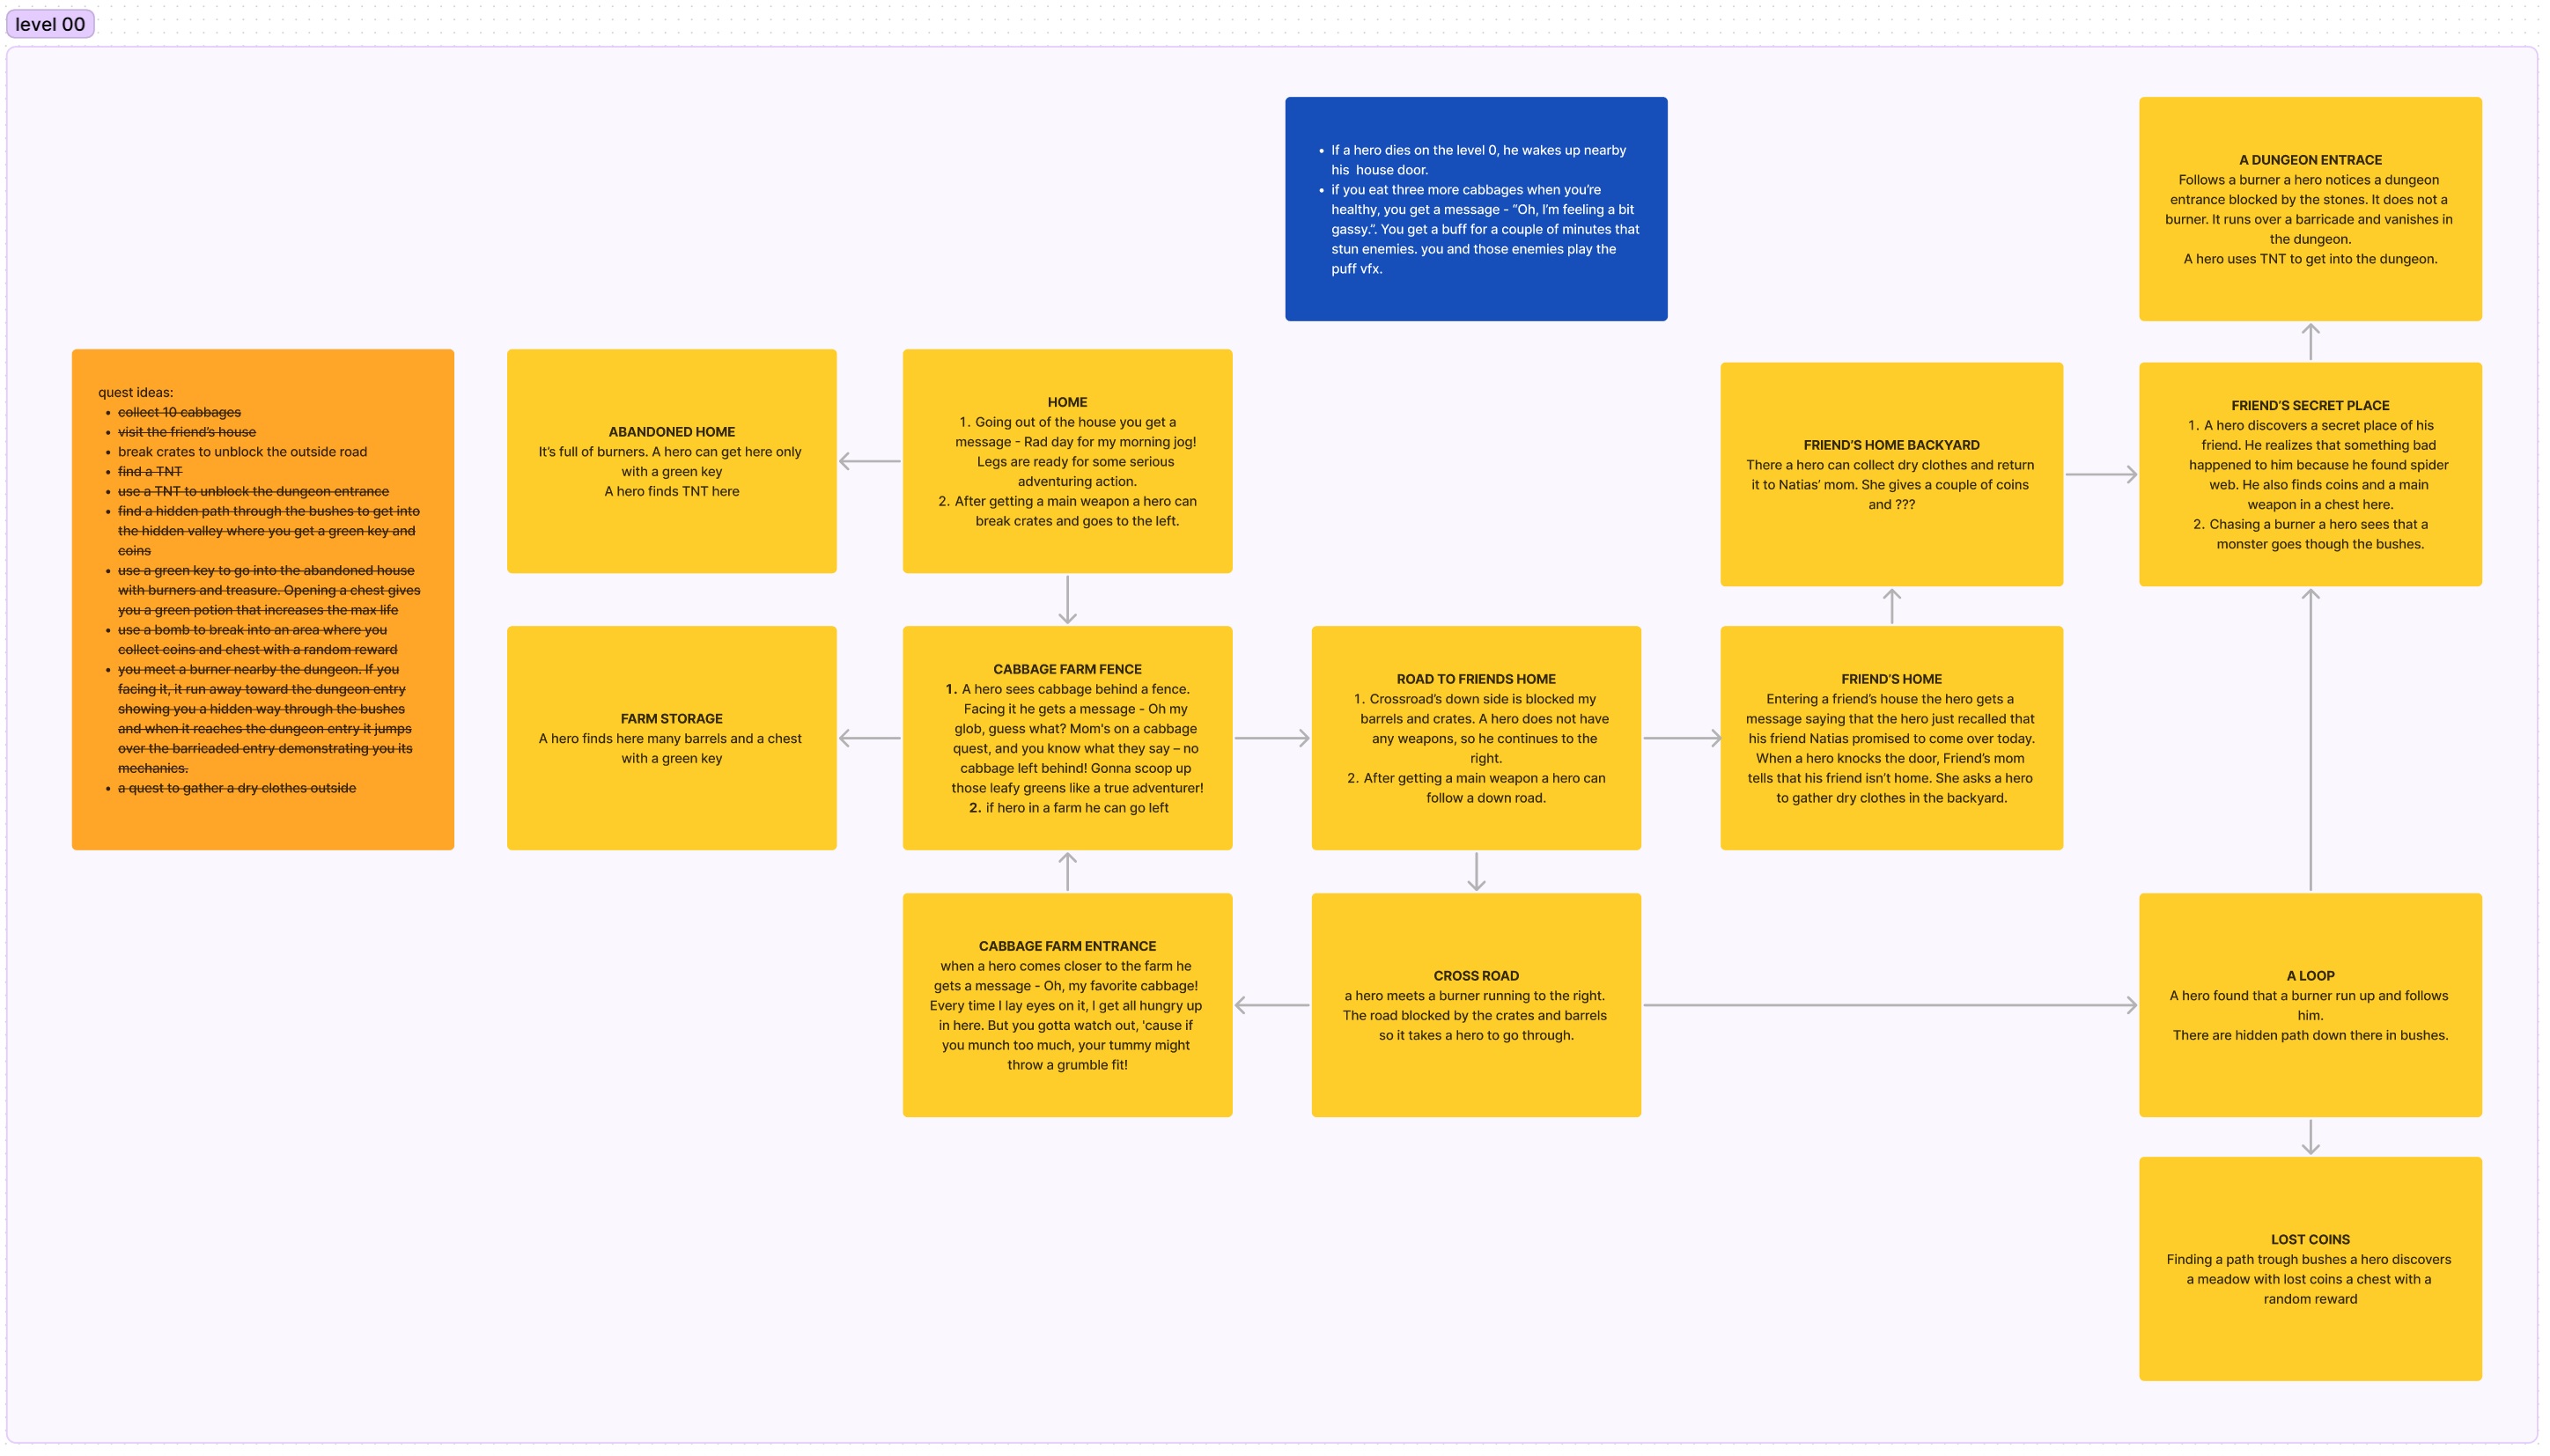 level 00
If a hero dies on the level 0, he wakes up nearby
his  house door.
if you eat three more cabbages when you’re
healthy, you get a message - “Oh, I’m feeling a bit
gassy.”. You get a buff for a couple of minutes that
stun enemies. you and those enemies play the
puff vfx.
A DUNGEON ENTRACE
Follows a burner a hero notices a dungeon
entrance blocked by the stones. It does not a
burner. It runs over a barricade and vanishes in
the dungeon.
A hero uses TNT to get into the dungeon.
quest ideas:
collect 10 cabbages
visit the friend’s house
break crates to unblock the outside road
find a TNT
use a TNT to unblock the dungeon entrance
find a hidden path through the bushes to get into
the hidden valley where you get a green key and
coins
use a green key to go into the abandoned house
with burners and treasure. Opening a chest gives
you a green potion that increases the max life
use a bomb to break into an area where you
collect coins and chest with a random reward
you meet a burner nearby the dungeon. If you
facing it, it run away toward the dungeon entry
showing you a hidden way through the bushes
and when it reaches the dungeon entry it jumps
over the barricaded entry demonstrating you its
mechanics.
a quest to gather a dry clothes outside
ABANDONED HOME
It’s full of burners. A hero can get here only
with a green key
A hero finds TNT here
HOME
1. Going out of the house you get a
message - Rad day for my morning jog!
Legs are ready for some serious
adventuring action.
2. After getting a main weapon a hero can
break crates and goes to the left.
FRIEND’S HOME BACKYARD
There a hero can collect dry clothes and return
it to Natias’ mom. She gives a couple of coins
and ???
FRIEND’S SECRET PLACE
1. A hero discovers a secret place of his
friend. He realizes that something bad
happened to him because he found spider
web. He also finds coins and a main
weapon in a chest here.
2. Chasing a burner a hero sees that a
monster goes though the bushes.
FARM STORAGE
A hero finds here many barrels and a chest
with a green key
CABBAGE FARM FENCE
1. A hero sees cabbage behind a fence.
Facing it he gets a message - Oh my
glob, guess what? Mom's on a cabbage
quest, and you know what they say – no
cabbage left behind! Gonna scoop up
those leafy greens like a true adventurer!
2. if hero in a farm he can go left
ROAD TO FRIENDS HOME
1. Crossroad’s down side is blocked my
barrels and crates. A hero does not have
any weapons, so he continues to the
right.
2. After getting a main weapon a hero can
follow a down road.
FRIEND’S HOME
Entering a friend’s house the hero gets a
message saying that the hero just recalled that
his friend Natias promised to come over today.
When a hero knocks the door, Friend’s mom
tells that his friend isn’t home. She asks a hero
to gather dry clothes in the backyard.
CABBAGE FARM ENTRANCE
when a hero comes closer to the farm he
gets a message - Oh, my favorite cabbage!
Every time I lay eyes on it, I get all hungry up
in here. But you gotta watch out, 'cause if
you munch too much, your tummy might
throw a grumble fit!
CROSS ROAD
a hero meets a burner running to the right.
The road blocked by the crates and barrels
so it takes a hero to go through.
A LOOP
A hero found that a burner run up and follows
him.
There are hidden path down there in bushes.
LOST COINS
Finding a path trough bushes a hero discovers
a meadow with lost coins a chest with a
random reward